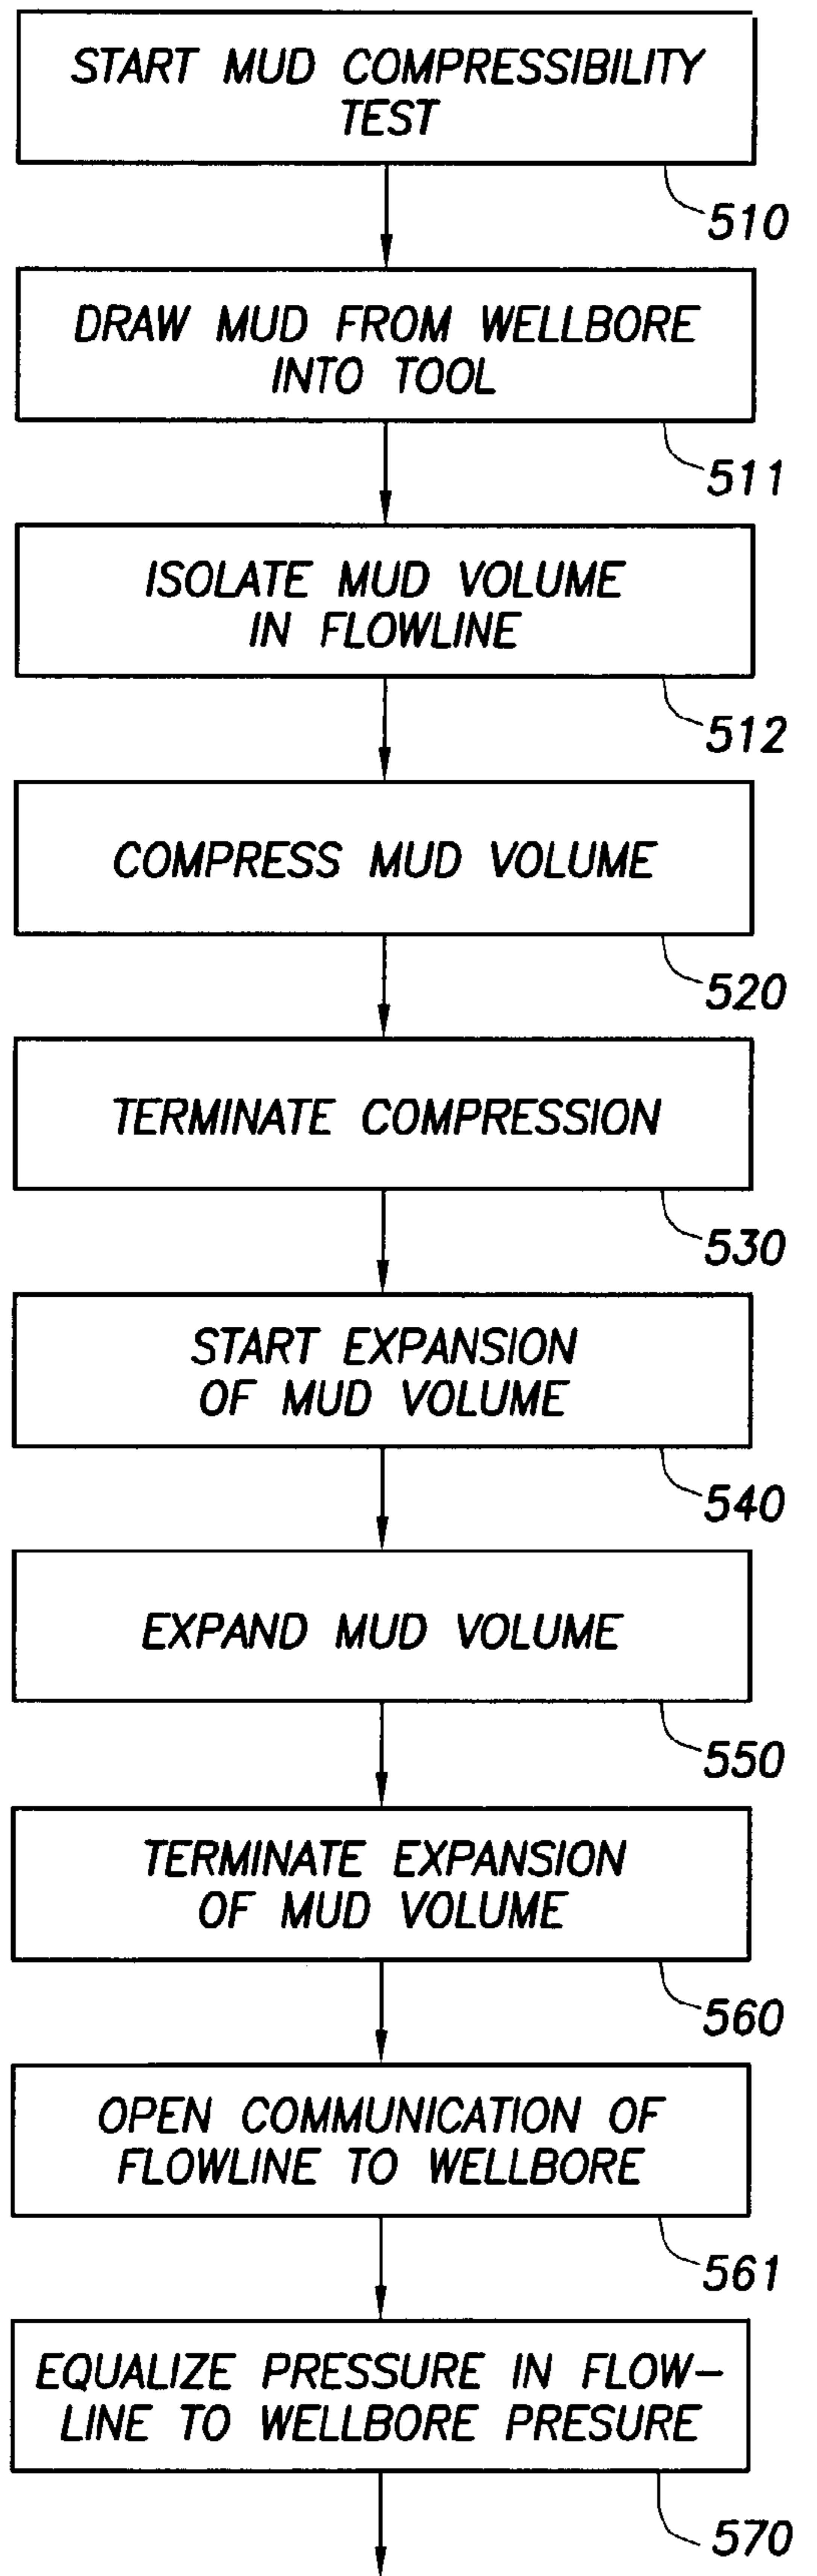 START MUD COMPRESSIBILITY
TEST
510
DRAW MUD FROM WELLBORE
INTO TOOL
511
ISOLATE MUD VOLUME
IN FLOWLINE
512
COMPRESS MUD VOLUME
520
TERMINATE COMPRESSION
530
START EXPANSION
OF MUD VOLUME
540
EXPAND MUD VOLUME
550
TERMINATE EXPANSION
OF MUD VOLUME
560
OPEN COMMUNICATION OF
FLOWLINE TO WELLBORE
561
EQUALIZE PRESSURE IN FLOW-
LINE TO WELLBORE PRESURE
570